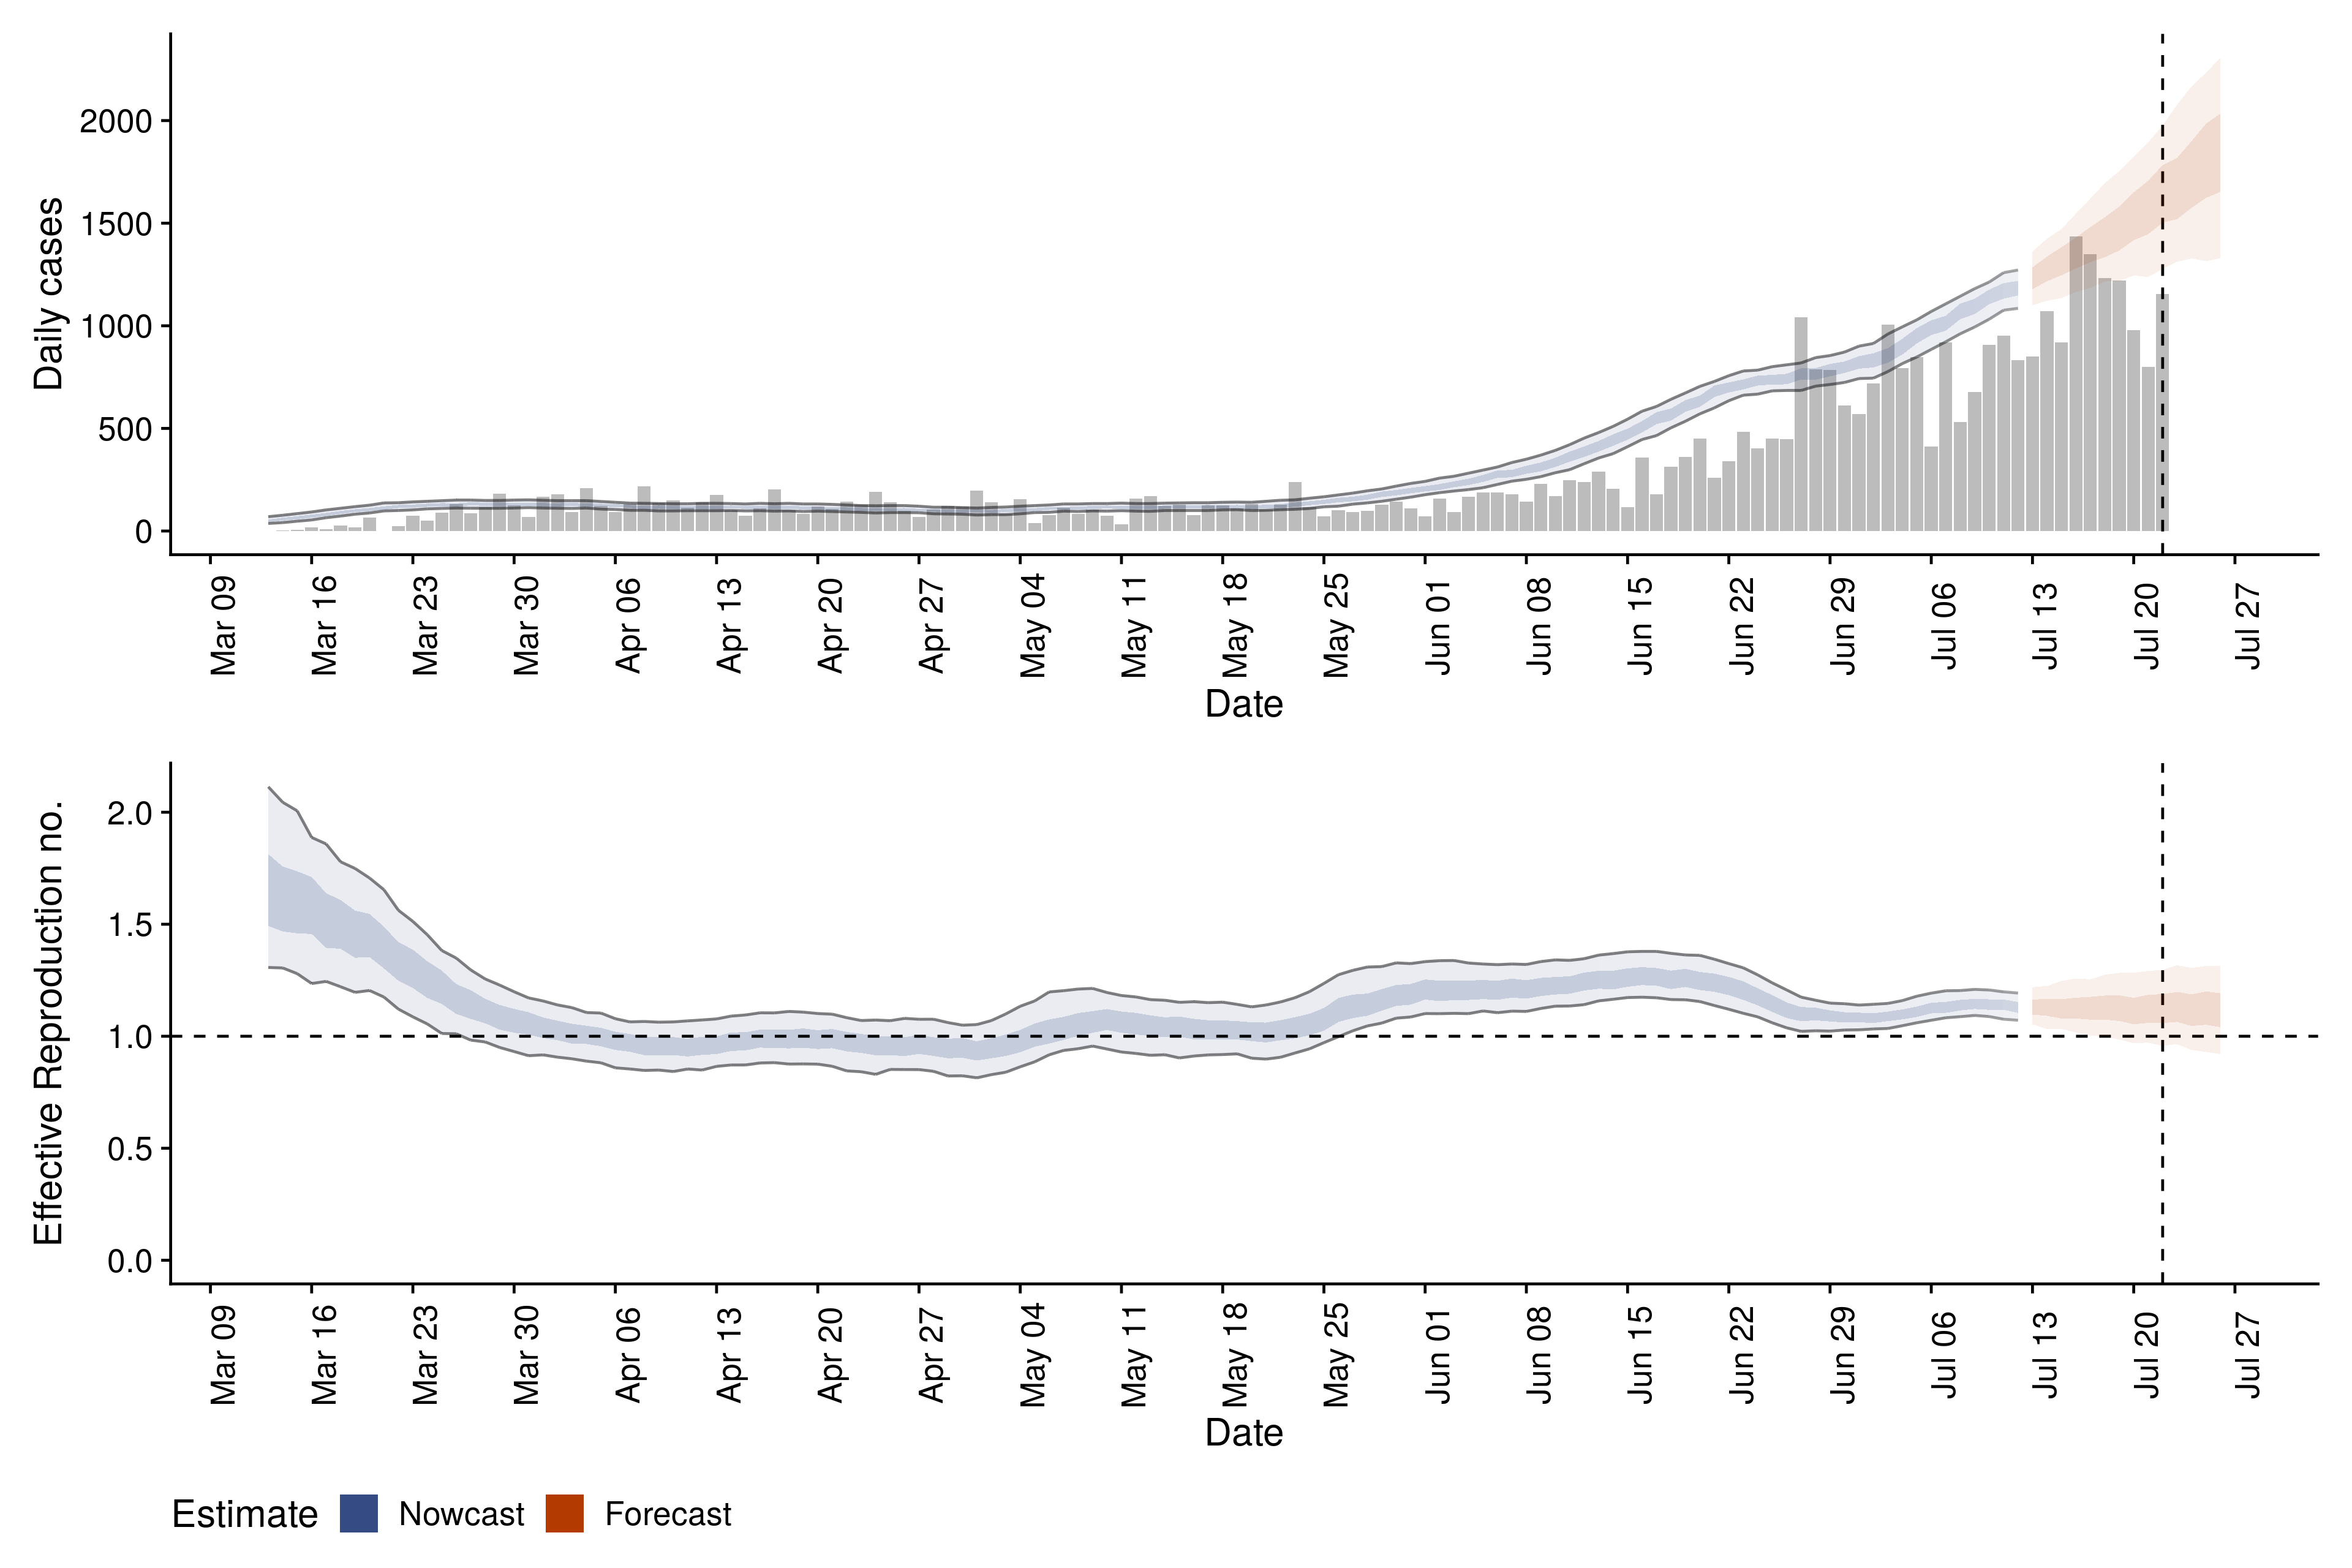 Daily cases
2000
1500
1000
500
0
Mar 09
Mar 16
Mar 23
Mar 30
Apr 06
Apr 13
Apr 20
Apr 27
May 04
May 11
May 18
May 25
Jun 01
Jun 08
Jun 15
Jun 22
Jun 29
Jul 06
Jul 13
Jul 20
Jul 27
Date
Effective Reproduction no.
2.0
1.5
1.0
0.5
0.0
Mar 09
Mar 16
Mar 23
Mar 30
Apr 06
Apr 13
Apr 20
Apr 27
May 04
May 11
May 18
May 25
Jun 01
Jun 08
Jun 15
Jun 22
Jun 29
Jul 06
Jul 13
Jul 20
Jul 27
Date
Estimate Nowcast Forecast